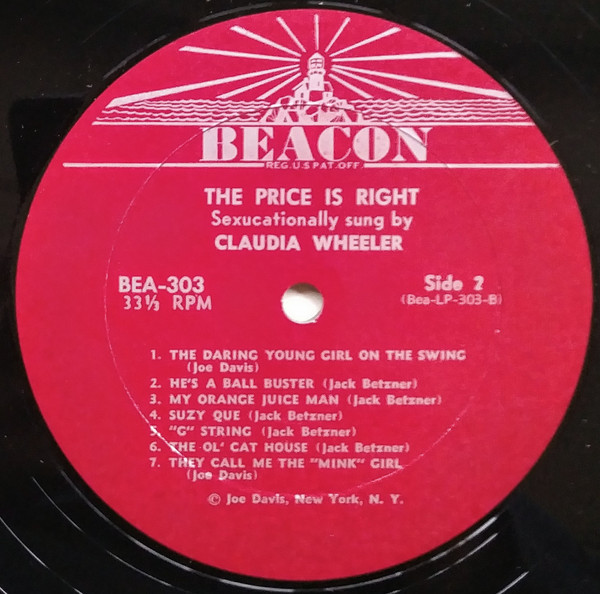 BEACON
REG. U.S. PAT. OFF.
THE PRICE IS RIGHT
Sexucationally sung by
CLAUDIA WHEELER
BEA-303
33⅓ RPM
Side 2
(Bea-LP-303-B)
1. THE DARING YOUNG GIRL ON THE SWING
(Joe Davis)
2. HE'S A BALL BUSTER (Jack Betzner)
3. MY ORANGE JUICE MAN (Jack Betzner)
4. SUZY QUE (Jack Betzner)
5. "G" STRING (Jack Betzner)
6. THE OL' CAT HOUSE (Jack Betzner)
7. THEY CALL ME THE "MINK" GIRL
(Joe Davis)
© Joe Davis, New York, N. Y.